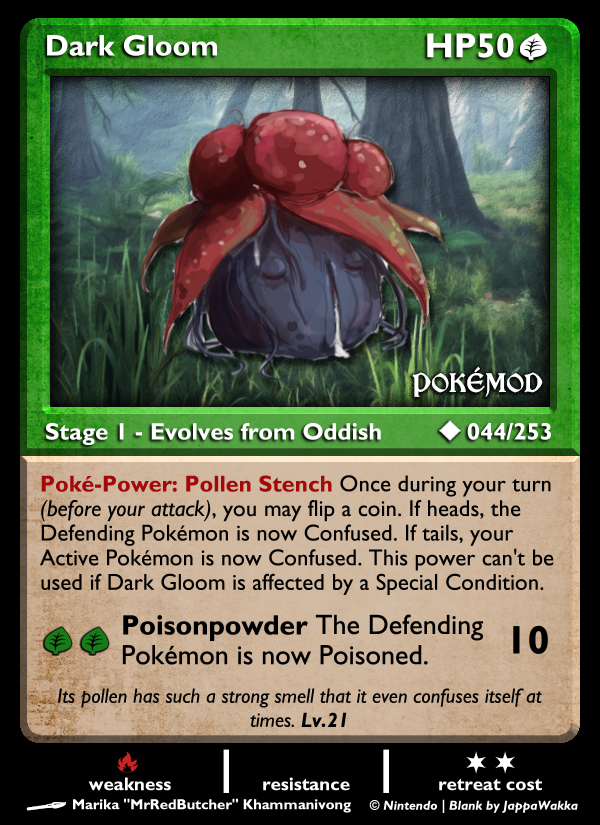 Dark Gloom HP50
POKÉMOD
Stage 1 - Evolves from Oddish 044/253
Poké-Power: Pollen Stench Once during your turn
(before your attack), you may flip a coin. If heads, the
Defending Pokémon is now Confused. If tails, your
Active Pokémon is now Confused. This power can't be
used if Dark Gloom is affected by a Special Condition.
Poisonpowder The Defending
Pokémon is now Poisoned. 10
Its pollen has such a strong smell that it even confuses itself at
times. Lv.21
weakness resistance retreat cost
Marika "MrRedButcher" Khammanivong © Nintendo | Blank by JappaWakka